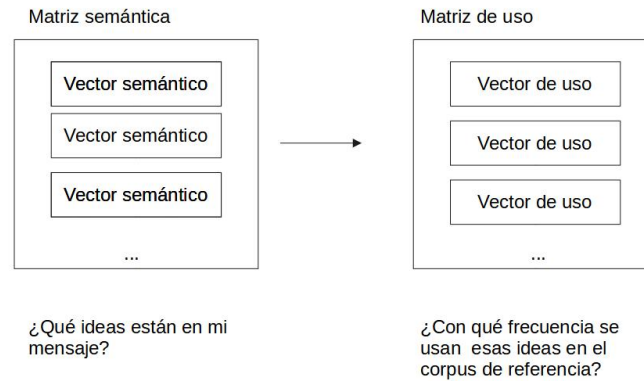 Matriz semántica
Vector semántico
Vector semántico
Vector semántico
...
¿Qué ideas están en mi
mensaje?
Matriz de uso
Vector de uso
Vector de uso
Vector de uso
...
¿Con qué frecuencia se
usan esas ideas en el
corpus de referencia?